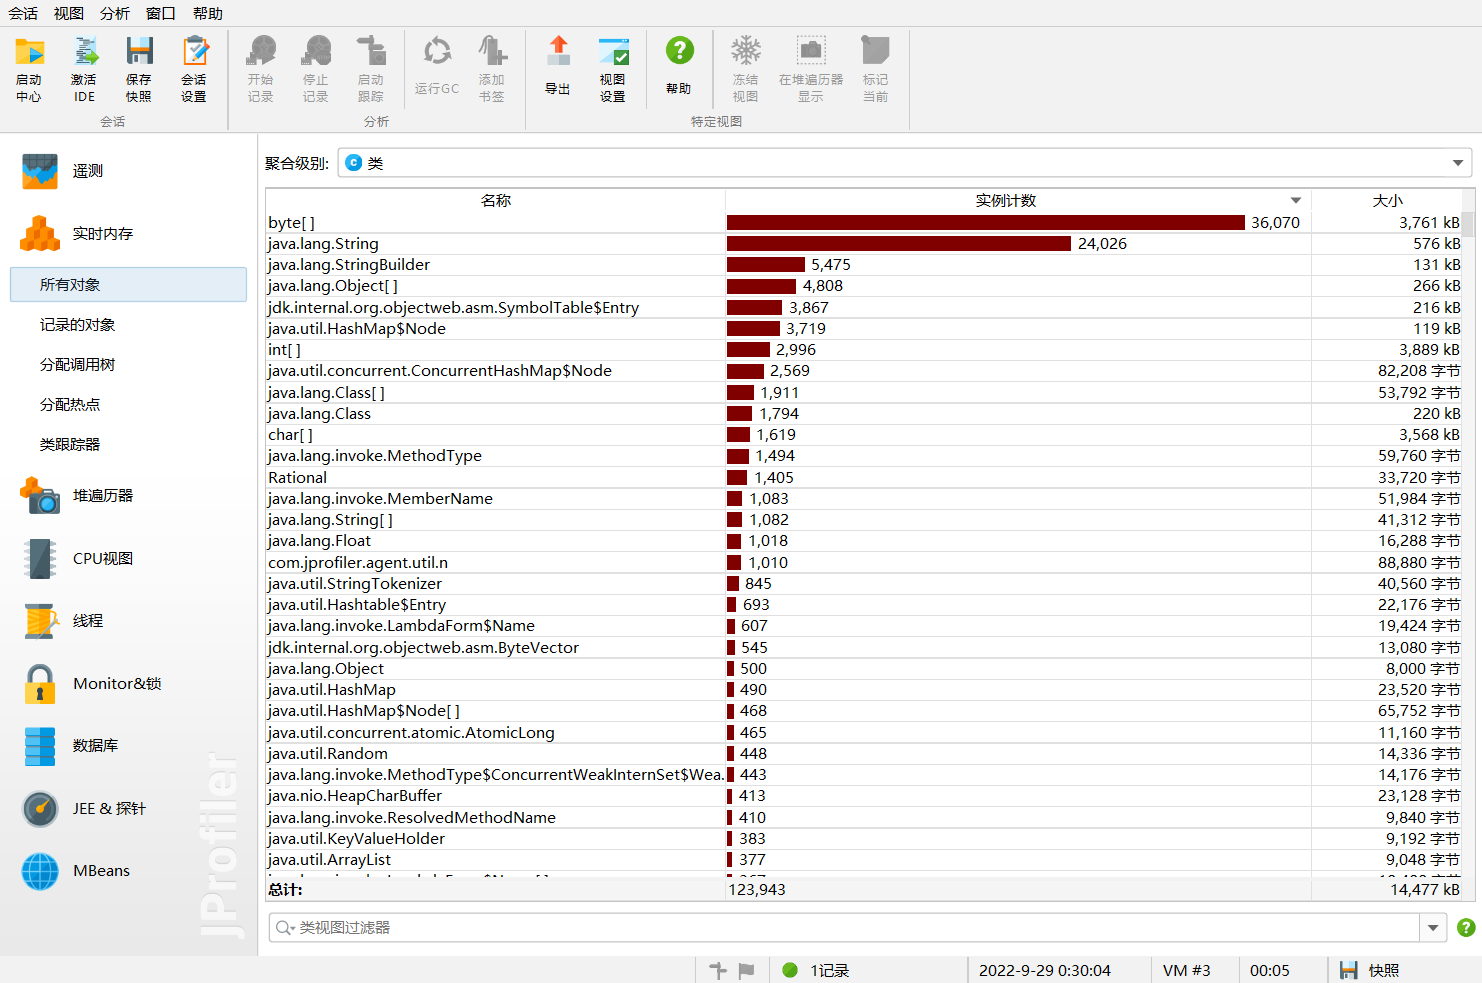 会话 视图 分析 窗口 帮助
启动中心 激活IDE 保存快照 会话设置 开始记录 停止记录 启动跟踪 运行GC 添加书签 导出 视图设置 帮助 冻结视图 在堆遍历器显示 标记当前
会话 分析 特定视图
遥测
实时内存
所有对象
记录的对象
分配调用树
分配热点
类跟踪器
堆遍历器
CPU视图
线程
Monitor&锁
数据库
JEE & 探针
MBeans
JProfiler
聚合级别: C 类
名称 实例计数 大小
byte[] 36,070 3,761 kB
java.lang.String 24,026 576 kB
java.lang.StringBuilder 5,475 131 kB
java.lang.Object[] 4,808 266 kB
jdk.internal.org.objectweb.asm.SymbolTable$Entry 3,867 216 kB
java.util.HashMap$Node 3,719 119 kB
int[] 2,996 3,889 kB
java.util.concurrent.ConcurrentHashMap$Node 2,569 82,208 字节
java.lang.Class[] 1,911 53,792 字节
java.lang.Class 1,794 220 kB
char[] 1,619 3,568 kB
java.lang.invoke.MethodType 1,494 59,760 字节
Rational 1,405 33,720 字节
java.lang.invoke.MemberName 1,083 51,984 字节
java.lang.String[] 1,082 41,312 字节
java.lang.Float 1,018 16,288 字节
com.jprofiler.agent.util.n 1,010 88,880 字节
java.util.StringTokenizer 845 40,560 字节
java.util.Hashtable$Entry 693 22,176 字节
java.lang.invoke.LambdaForm$Name 607 19,424 字节
jdk.internal.org.objectweb.asm.ByteVector 545 13,080 字节
java.lang.Object 500 8,000 字节
java.util.HashMap 490 23,520 字节
java.util.HashMap$Node[] 468 65,752 字节
java.util.concurrent.atomic.AtomicLong 465 11,160 字节
java.util.Random 448 14,336 字节
java.lang.invoke.MethodType$ConcurrentWeakInternSet$Wea... 443 14,176 字节
java.nio.HeapCharBuffer 413 23,128 字节
java.lang.invoke.ResolvedMethodName 410 9,840 字节
java.util.KeyValueHolder 383 9,192 字节
java.util.ArrayList 377 9,048 字节
总计: 123,943 14,477 kB
类视图过滤器
1记录 2022-9-29 0:30:04 VM #3 00:05 快照